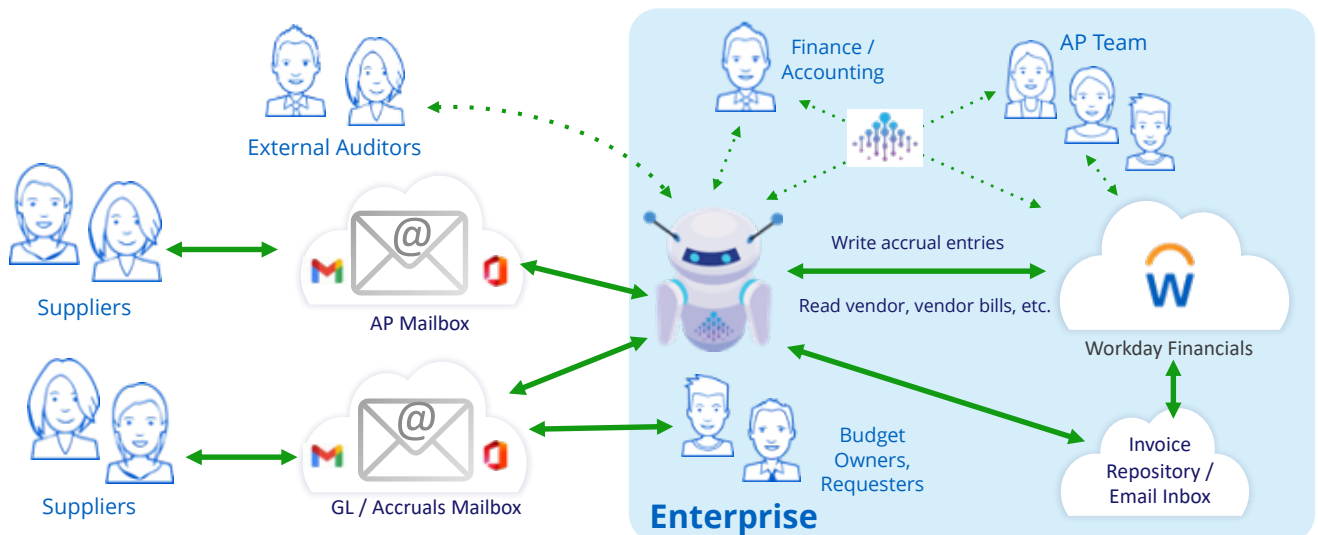 Finance /
Accounting
AP Team
External Auditors
Suppliers
@
AP Mailbox
Write accrual entries
Read vendor, vendor bills, etc.
W
Workday Financials
Suppliers
@
GL / Accruals Mailbox
Budget
Owners,
Requesters
Invoice
Repository /
Email Inbox
Enterprise